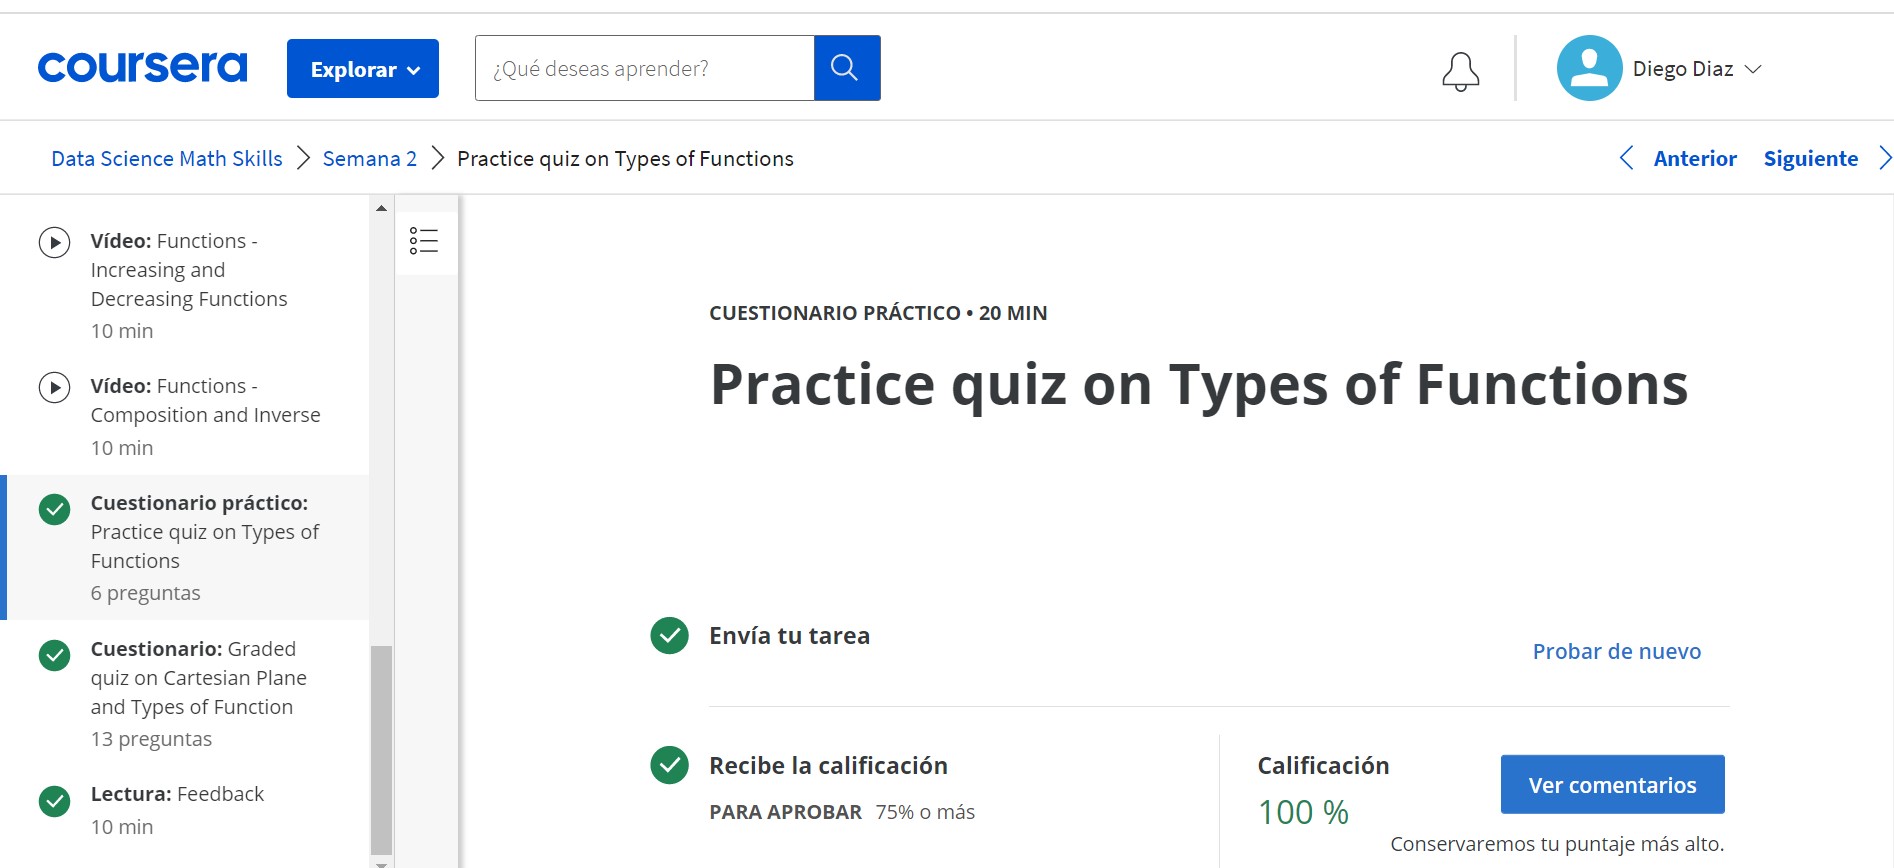 coursera
Explorar
¿Qué deseas aprender?
Diego Diaz
Data Science Math Skills
Semana 2
Practice quiz on Types of Functions
Anterior
Siguiente
Vídeo: Functions -
Increasing and
Decreasing Functions
10 min
Vídeo: Functions -
Composition and Inverse
10 min
Cuestionario práctico:
Practice quiz on Types of
Functions
6 preguntas
Cuestionario: Graded
quiz on Cartesian Plane
and Types of Function
13 preguntas
Lectura: Feedback
10 min
CUESTIONARIO PRÁCTICO • 20 MIN
Practice quiz on Types of Functions
Envía tu tarea
Probar de nuevo
Recibe la calificación
PARA APROBAR 75% o más
Calificación
100 %
Ver comentarios
Conservaremos tu puntaje más alto.